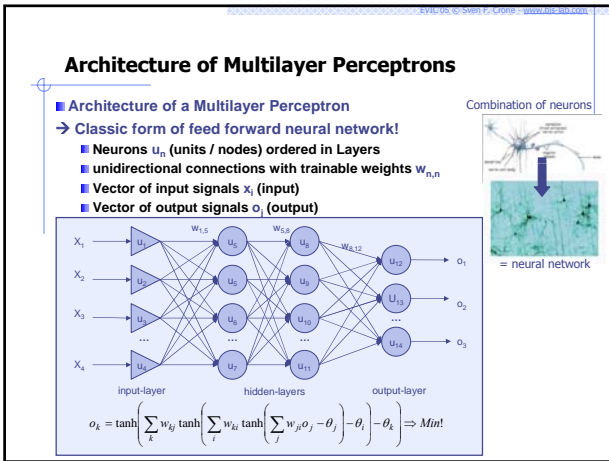 EVIC'05 © Sven F. Crone - www.bis-lab.com
Architecture of Multilayer Perceptrons
Architecture of a Multilayer Perceptron
→ Classic form of feed forward neural network!
Neurons uₙ (units / nodes) ordered in Layers
unidirectional connections with trainable weights wₙ,ₙ
Vector of input signals xᵢ (input)
Vector of output signals oⱼ (output)
Combination of neurons
= neural network
w₁,₅ w₅,₈ w₈,₁₂
X₁ u₁ u₅ u₈ u₁₂ o₁
X₂ u₂ u₆ u₉ U₁₃ o₂
X₃ u₃ u₆ u₁₀ ... o₃
... ... ... u₁₄
X₄ u₄ u₇ u₁₁
input-layer hidden-layers output-layer
oₖ = tanh(∑ₖ wₖⱼ tanh(∑ᵢ wₖᵢ tanh(∑ⱼ wⱼᵢoⱼ − θⱼ) − θᵢ) − θₖ) ⇒ Min!